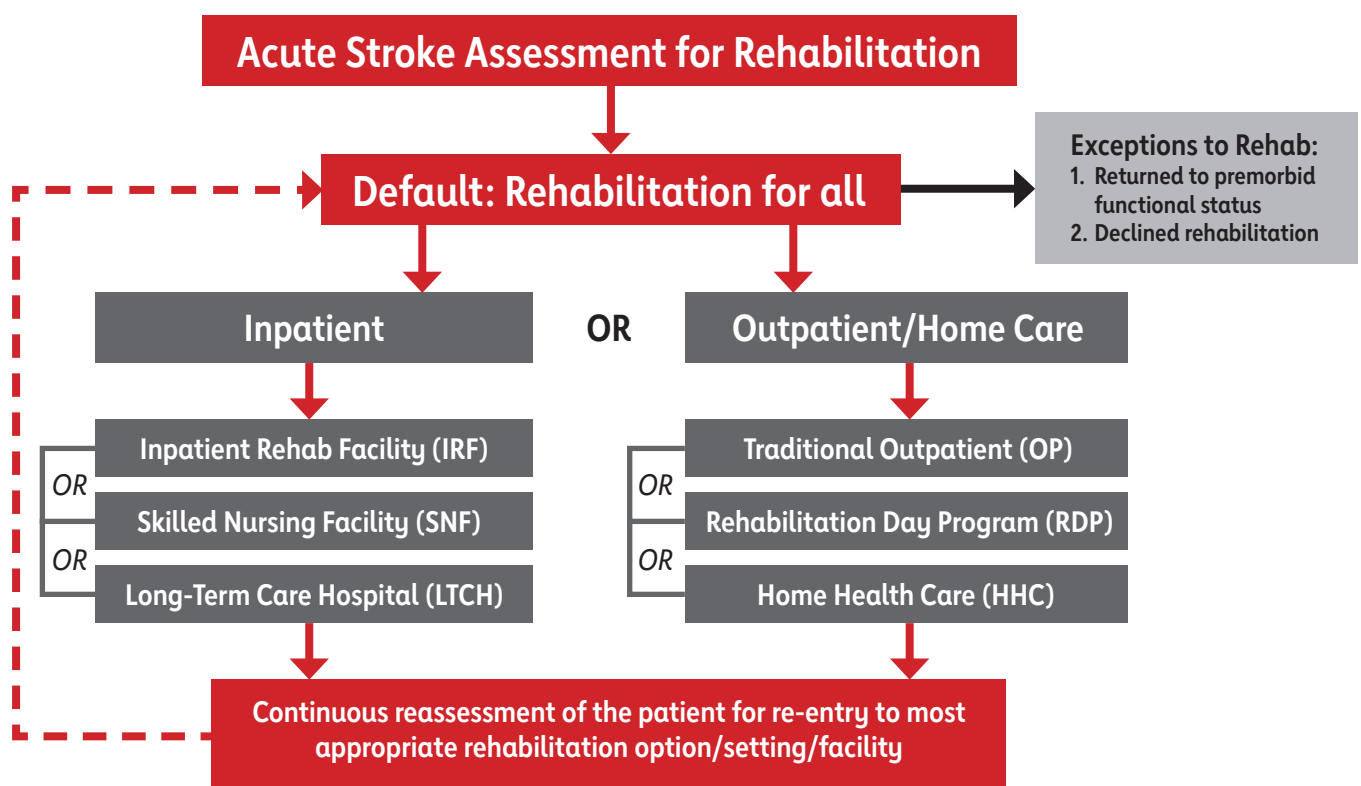 Acute Stroke Assessment for Rehabilitation
Default: Rehabilitation for all
Exceptions to Rehab:
1. Returned to premorbid
functional status
2. Declined rehabilitation
Inpatient
OR
Outpatient/Home Care
Inpatient Rehab Facility (IRF)
OR
Skilled Nursing Facility (SNF)
OR
Long-Term Care Hospital (LTCH)
Traditional Outpatient (OP)
OR
Rehabilitation Day Program (RDP)
OR
Home Health Care (HHC)
Continuous reassessment of the patient for re-entry to most
appropriate rehabilitation option/setting/facility